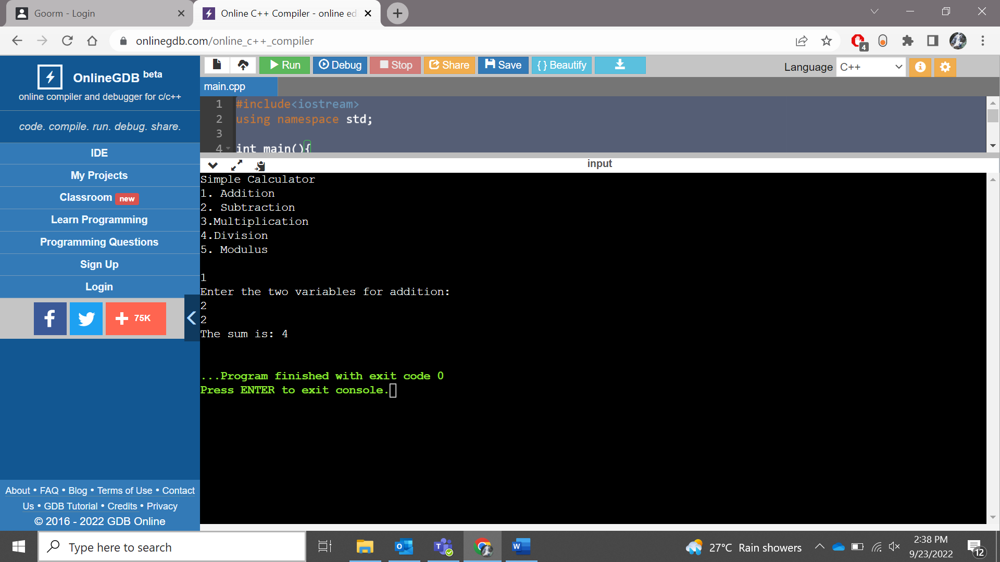 Goorm - Login
Online C++ Compiler - online ed
onlinegdb.com/online_c++_compiler
4
OnlineGDB beta
online compiler and debugger for c/c++
code. compile. run. debug. share.
IDE
My Projects
Classroom new
Learn Programming
Programming Questions
Sign Up
Login
f
+ 75K
About • FAQ • Blog • Terms of Use • Contact
Us • GDB Tutorial • Credits • Privacy
© 2016 - 2022 GDB Online
Run Debug Stop Share Save { } Beautify
Language C++
main.cpp
1 #include<iostream>
2 using namespace std;
3
4 int main(){
input
Simple Calculator
1. Addition
2. Subtraction
3.Multiplication
4.Division
5. Modulus
1
Enter the two variables for addition:
2
2
The sum is: 4
...Program finished with exit code 0
Press ENTER to exit console.
Type here to search
27°C Rain showers
2:38 PM
9/23/2022
12